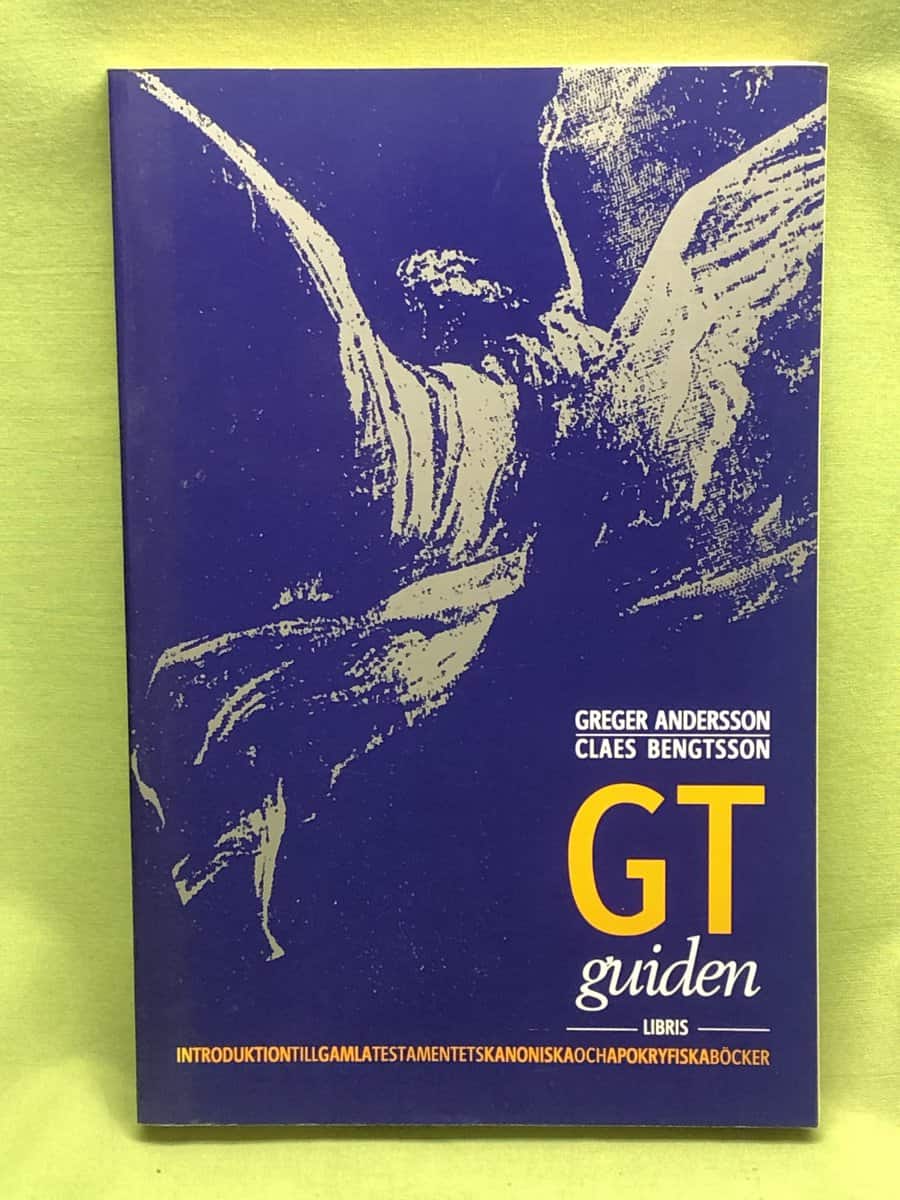 GREGER ANDERSSON
CLAES BENGTSSON
GT
guiden
LIBRIS
INTRODUKTIONTILLGAMLATESTAMENTETSKANONISKAOCHAPOKRYFISKABÖCKER